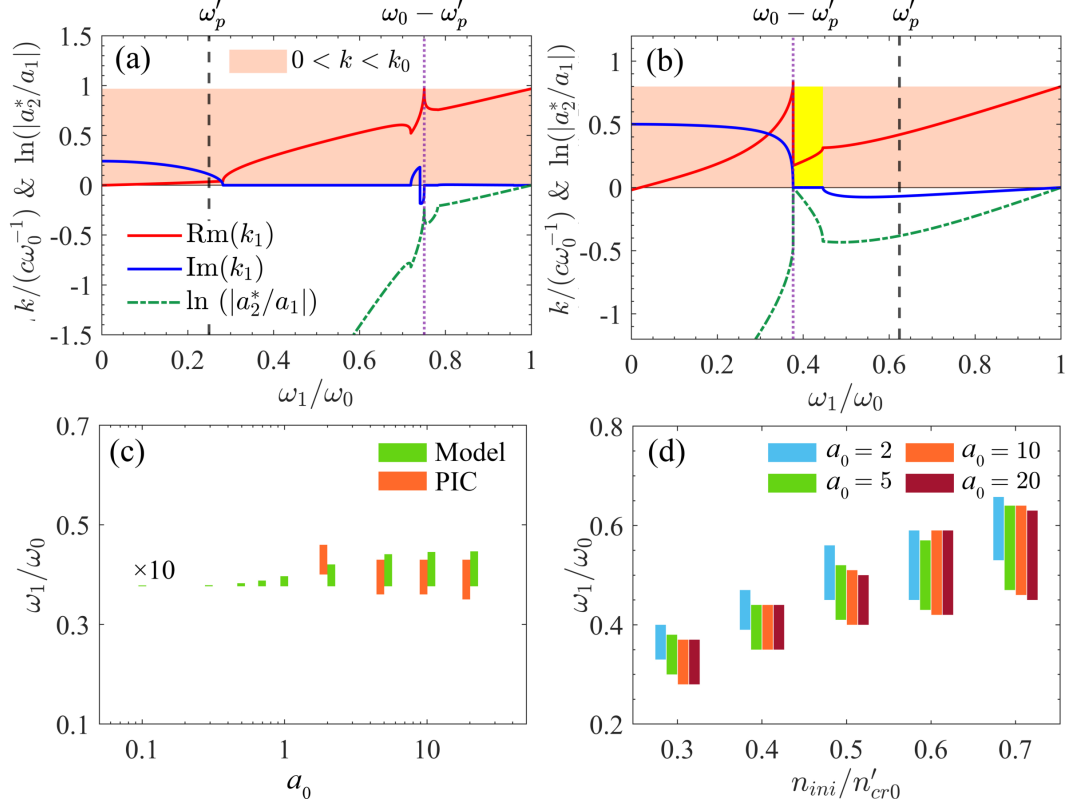 ω′ₚ
ω₀ − ω′ₚ
ω₀ − ω′ₚ
ω′ₚ
(a)
0 < k < k₀
k/(cω₀⁻¹) & ln(|a₂*/a₁|)
1.5
1
0.5
0
-0.5
-1
-1.5
Rm(k₁)
Im(k₁)
ln (|a₂*/a₁|)
0
0.2
0.4
0.6
0.8
1
ω₁/ω₀
(b)
k/(cω₀⁻¹) & ln(|a₂*/a₁|)
1
0.5
0
-0.5
-1
0
0.2
0.4
0.6
0.8
1
ω₁/ω₀
(c)
Model
PIC
×10
ω₁/ω₀
0.7
0.5
0.3
0.1
0.1
1
10
a₀
(d)
a₀ = 2
a₀ = 10
a₀ = 5
a₀ = 20
ω₁/ω₀
0.8
0.6
0.4
0.2
0.3
0.4
0.5
0.6
0.7
n_ini/n′_cr0